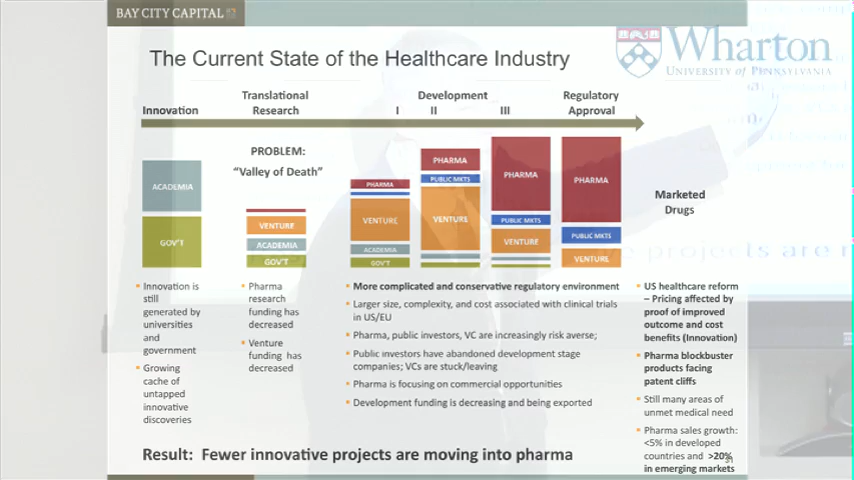 BAY CITY CAPITAL
Wharton
UNIVERSITY of PENNSYLVANIA
The Current State of the Healthcare Industry
Innovation
Translational
Research
Development
I II III
Regulatory
Approval
PROBLEM:
"Valley of Death"
ACADEMIA
GOV'T
VENTURE
ACADEMIA
GOV'T
PHARMA
VENTURE
ACADEMIA
GOV'T
PHARMA
PUBLIC MKTS
VENTURE
PHARMA
PUBLIC MKTS
VENTURE
PHARMA
PUBLIC MKTS
VENTURE
Marketed
Drugs
• Innovation is
still
generated by
universities
and
government
• Growing
cache of
untapped
innovative
discoveries
• Pharma
research
funding has
decreased
• Venture
funding has
decreased
• More complicated and conservative regulatory environment
• Larger size, complexity, and cost associated with clinical trials
in US/EU
• Pharma, public investors, VC are increasingly risk averse;
• Public investors have abandoned development stage
companies; VCs are stuck/leaving
• Pharma is focusing on commercial opportunities
• Development funding is decreasing and being exported
• US healthcare reform
– Pricing affected by
proof of improved
outcome and cost
benefits (Innovation)
• Pharma blockbuster
products facing
patent cliffs
• Still many areas of
unmet medical need
• Pharma sales growth:
<5% in developed
countries and >20%
in emerging markets
Result: Fewer innovative projects are moving into pharma